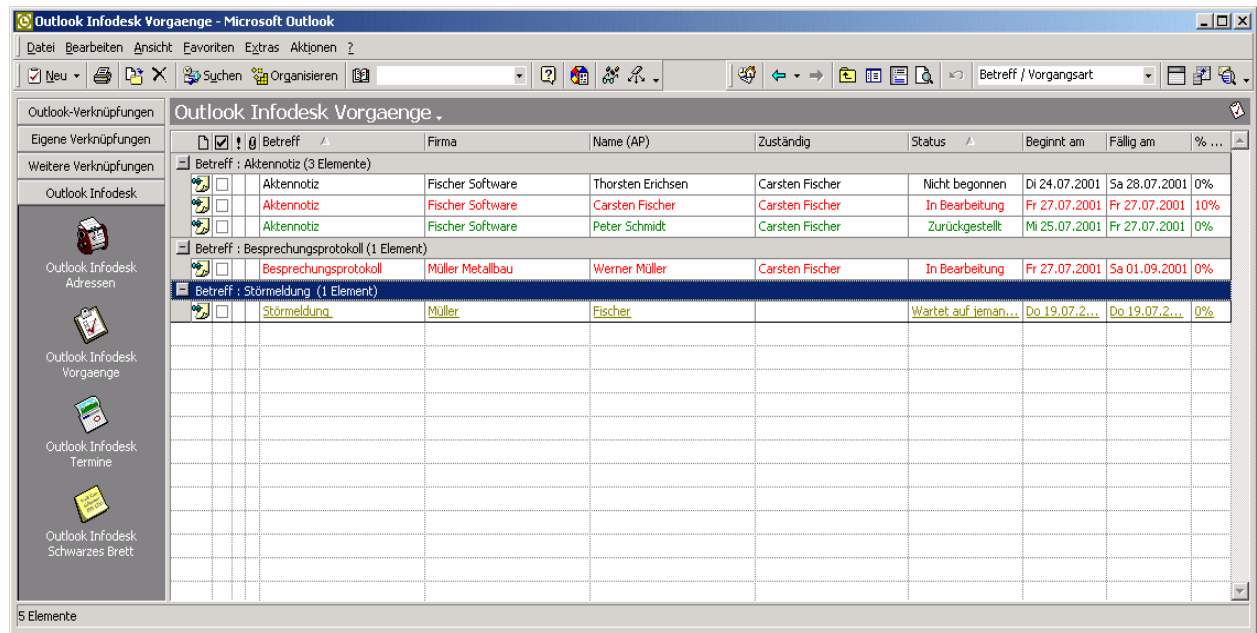 Outlook Infodesk Vorgaenge - Microsoft Outlook
Datei Bearbeiten Ansicht Favoriten Extras Aktionen ?
Neu Suchen Organisieren Betreff / Vorgangsart
Outlook-Verknüpfungen
Eigene Verknüpfungen
Weitere Verknüpfungen
Outlook Infodesk
Outlook Infodesk
Adressen
Outlook Infodesk
Vorgaenge
Outlook Infodesk
Termine
Outlook Infodesk
Schwarzes Brett
Outlook Infodesk Vorgaenge
! Betreff Firma Name (AP) Zuständig Status Beginnt am Fällig am % ...
Betreff : Aktennotiz (3 Elemente)
Aktennotiz Fischer Software Thorsten Erichsen Carsten Fischer Nicht begonnen Di 24.07.2001 Sa 28.07.2001 0%
Aktennotiz Fischer Software Carsten Fischer Carsten Fischer In Bearbeitung Fr 27.07.2001 Fr 27.07.2001 10%
Aktennotiz Fischer Software Peter Schmidt Carsten Fischer Zurückgestellt Mi 25.07.2001 Fr 27.07.2001 0%
Betreff : Besprechungsprotokoll (1 Element)
Besprechungsprotokoll Müller Metallbau Werner Müller Carsten Fischer In Bearbeitung Fr 27.07.2001 Sa 01.09.2001 0%
Betreff : Störmeldung (1 Element)
Störmeldung Müller Fischer Wartet auf jeman... Do 19.07.2... Do 19.07.2... 0%
5 Elemente